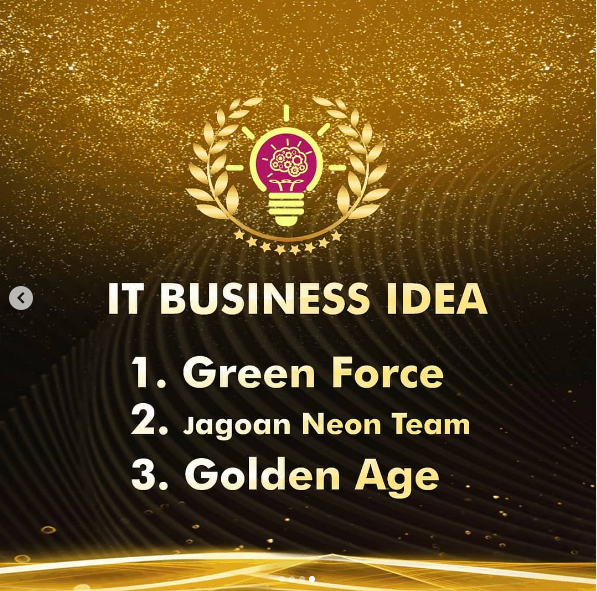 IT BUSINESS IDEA
1. Green Force
2. Jagoan Neon Team
3. Golden Age